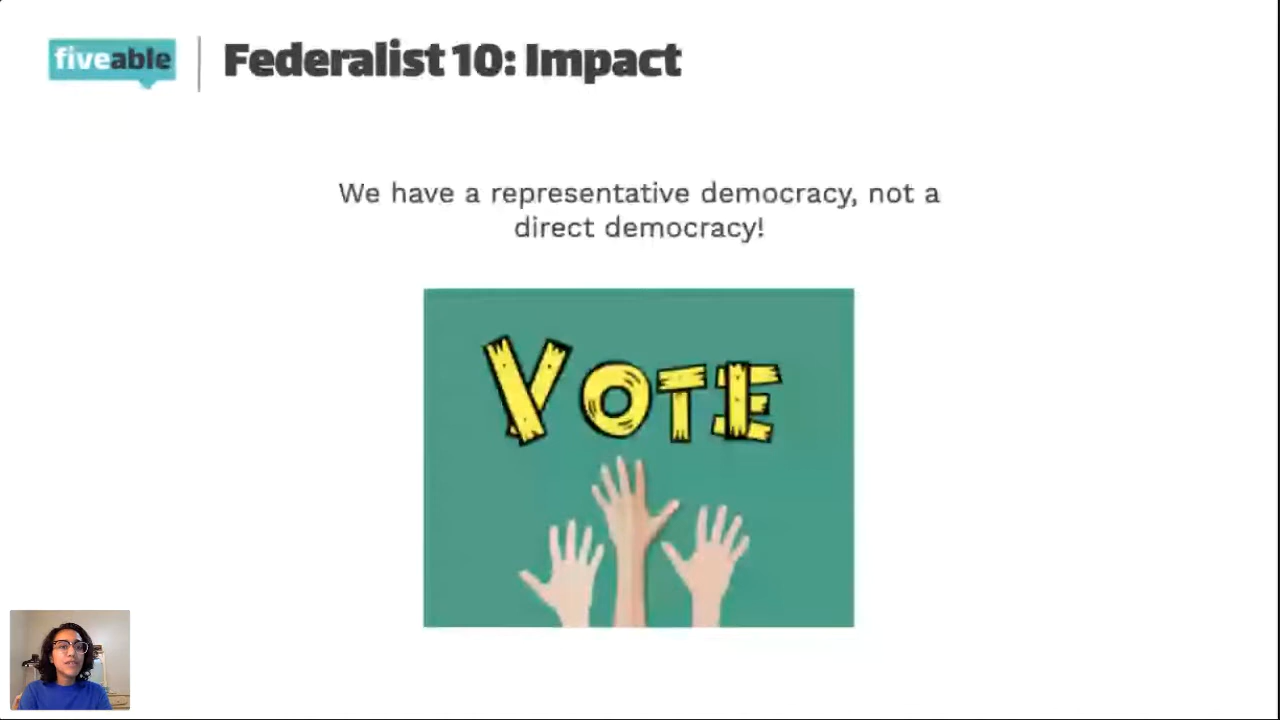 fiveable
Federalist 10: Impact
We have a representative democracy, not a
direct democracy!
VOTE